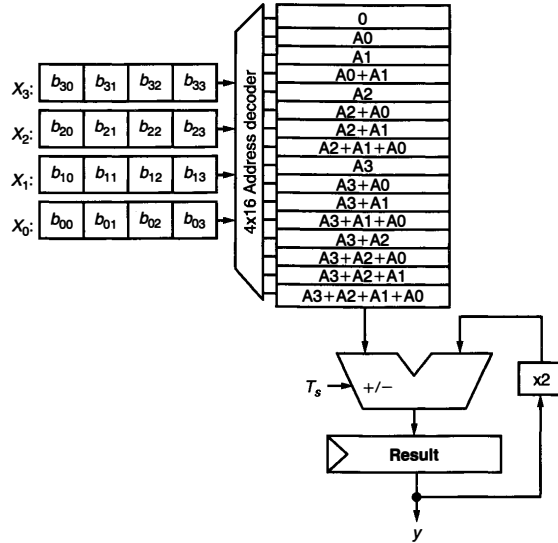 0
A0
A1
A0+A1
A2
A2+A0
A2+A1
A2+A1+A0
A3
A3+A0
A3+A1
A3+A1+A0
A3+A2
A3+A2+A0
A3+A2+A1
A3+A2+A1+A0
4x16 Address decoder
X3: b30 b31 b32 b33
X2: b20 b21 b22 b23
X1: b10 b11 b12 b13
X0: b00 b01 b02 b03
Ts +/−
x2
Result
y